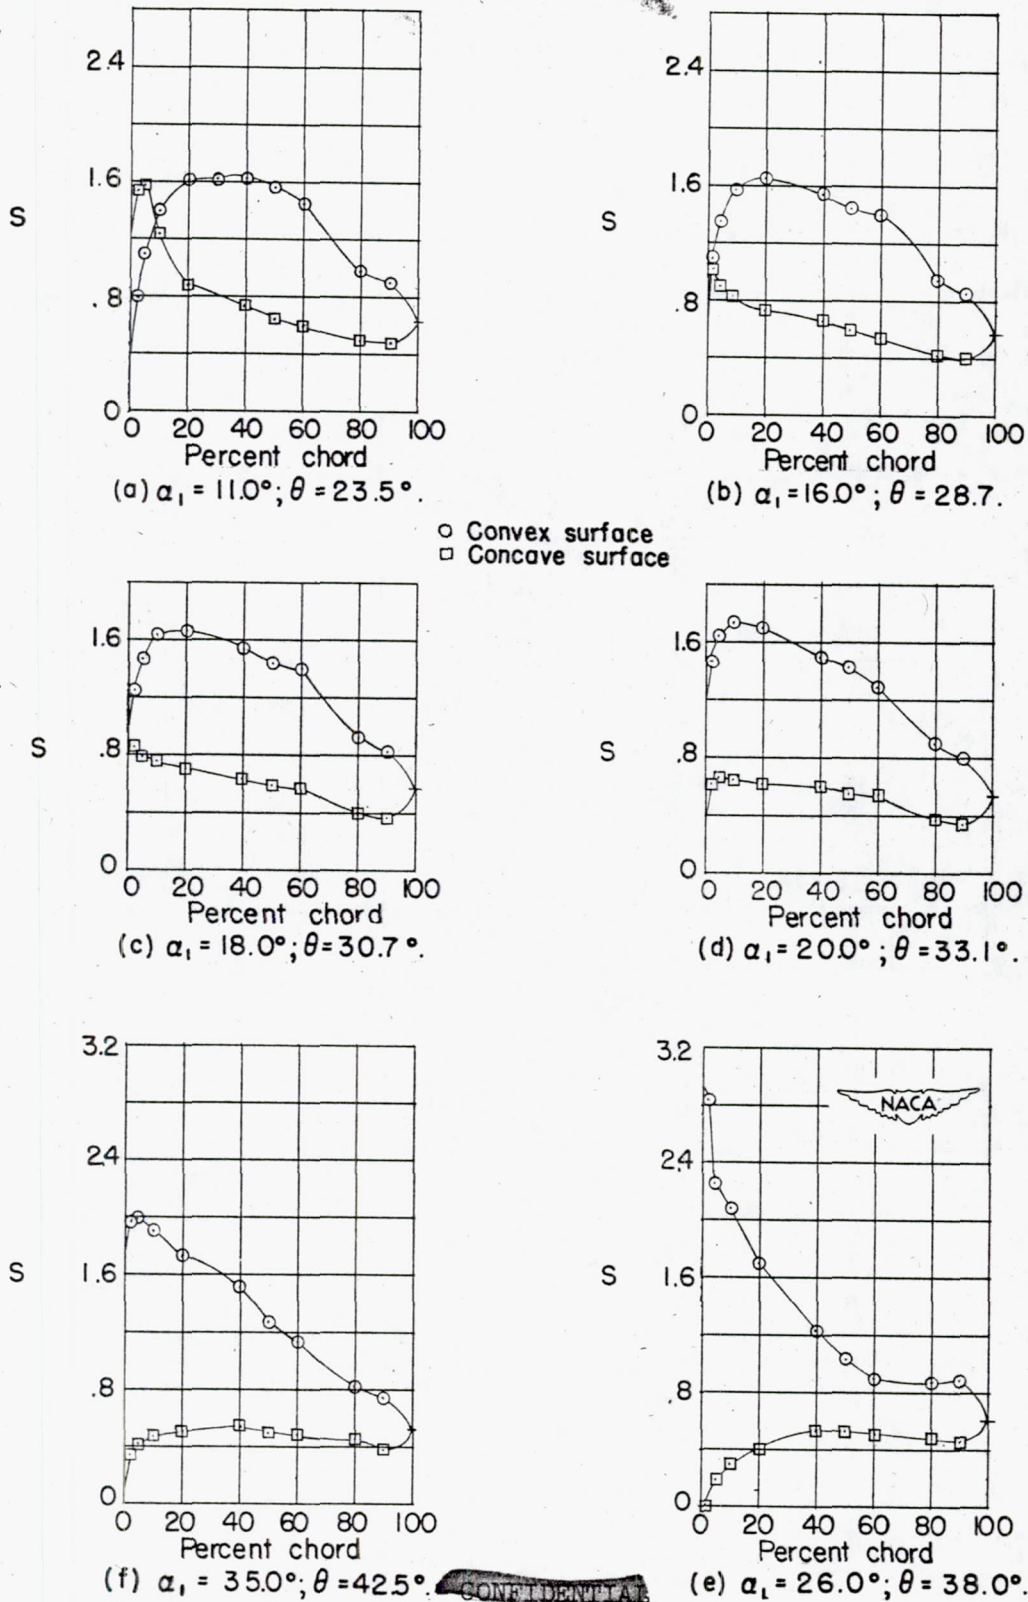 2.4
1.6
S
.8
0
0 20 40 60 80 100
Percent chord
(a) α₁ = 11.0°; θ = 23.5°.
2.4
1.6
S
.8
0
0 20 40 60 80 100
Percent chord
(b) α₁ = 16.0°; θ = 28.7.
○ Convex surface
□ Concave surface
1.6
S
.8
0
0 20 40 60 80 100
Percent chord
(c) α₁ = 18.0°; θ = 30.7°.
1.6
S
.8
0
0 20 40 60 80 100
Percent chord
(d) α₁ = 20.0°; θ = 33.1°.
3.2
2.4
1.6
S
.8
0
0 20 40 60 80 100
Percent chord
(f) α₁ = 35.0°; θ = 42.5°.
3.2
NACA
2.4
1.6
S
.8
0
0 20 40 60 80 100
Percent chord
(e) α₁ = 26.0°; θ = 38.0°.
CONFIDENTIAL